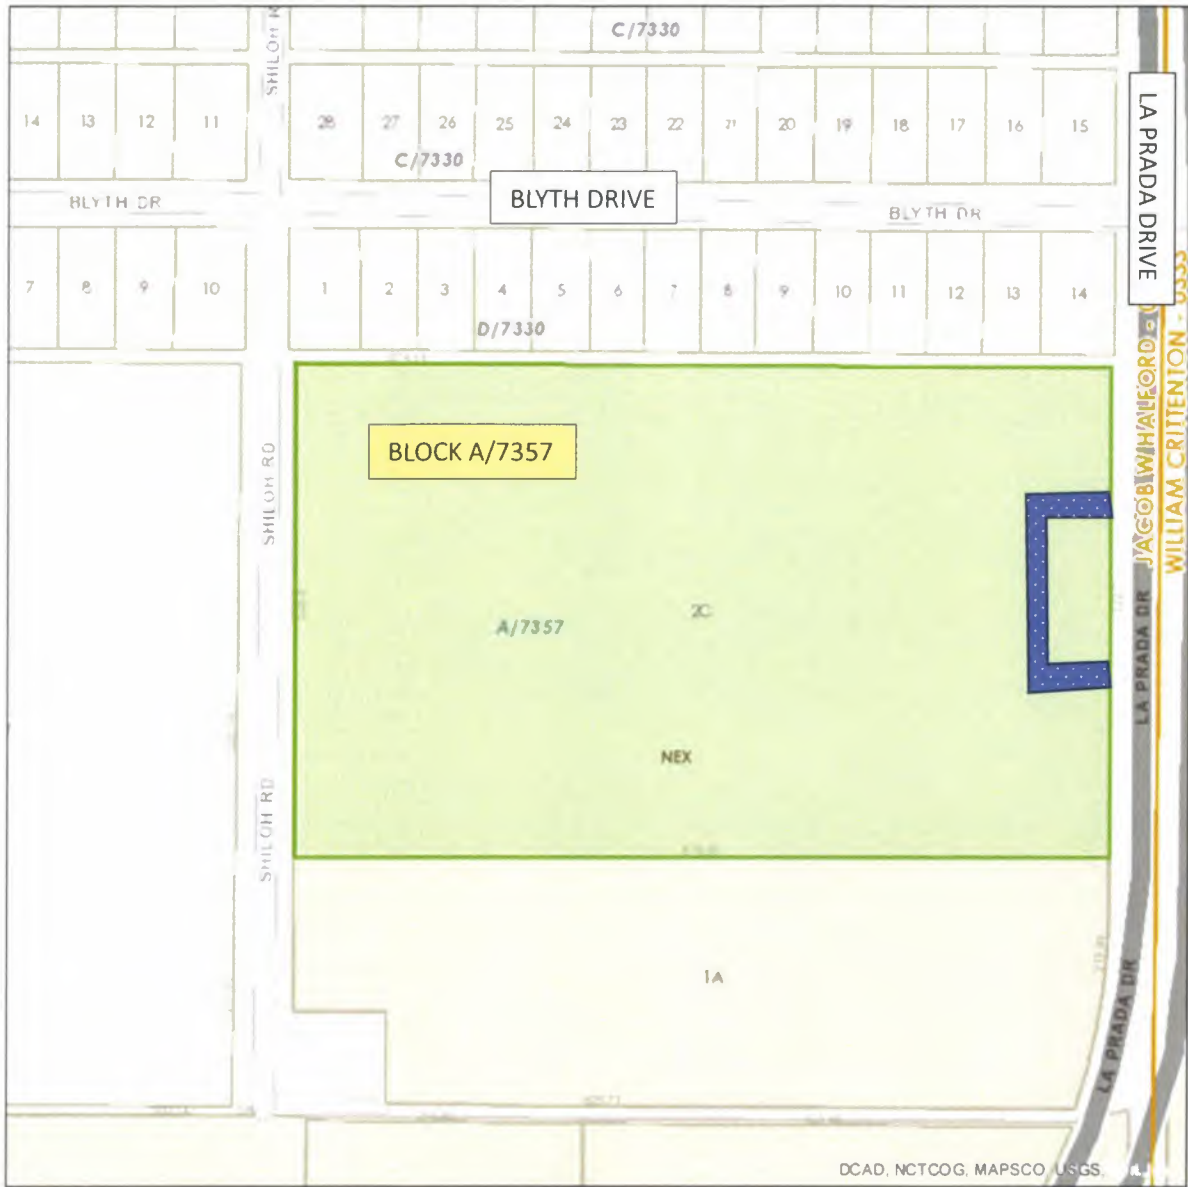 C/7330
14 13 12 11
28 27 26 25 24 23 22 21 20 19 18 17 16 15
C/7330
LA PRADA DRIVE
BLYTH DR
BLYTH DRIVE
BLYTH DR
7 8 9 10
1 2 3 4 5 6 7 8 9 10 11 12 13 14
D/7330
JACOB W HALFORD
WILLIAM CRITTENTON - 0333
BLOCK A/7357
SHILOH RD
A/7357
2C
LA PRADA DR
NEX
SHILOH RD
1A
LA PRADA DR
DCAD, NCTCOG, MAPSCO, USGS,